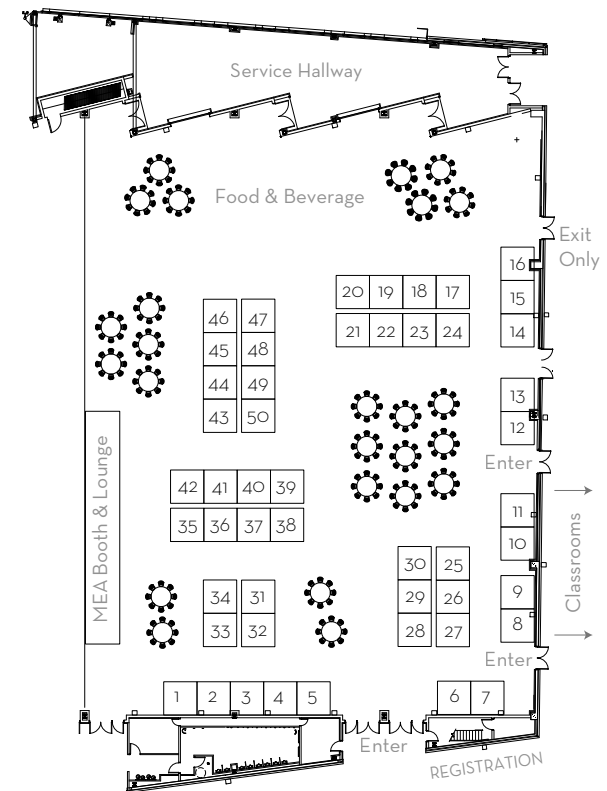 Service Hallway
Food & Beverage
Exit
Only
16
20 19 18 17
15
46 47
21 22 23 24
14
45 48
44 49
13
43 50
12
Enter
MEA Booth & Lounge
42 41 40 39
11
35 36 37 38
10
Classrooms
30 25
34 31
29 26
9
33 32
28 27
8
Enter
1 2 3 4 5
6 7
Enter
REGISTRATION